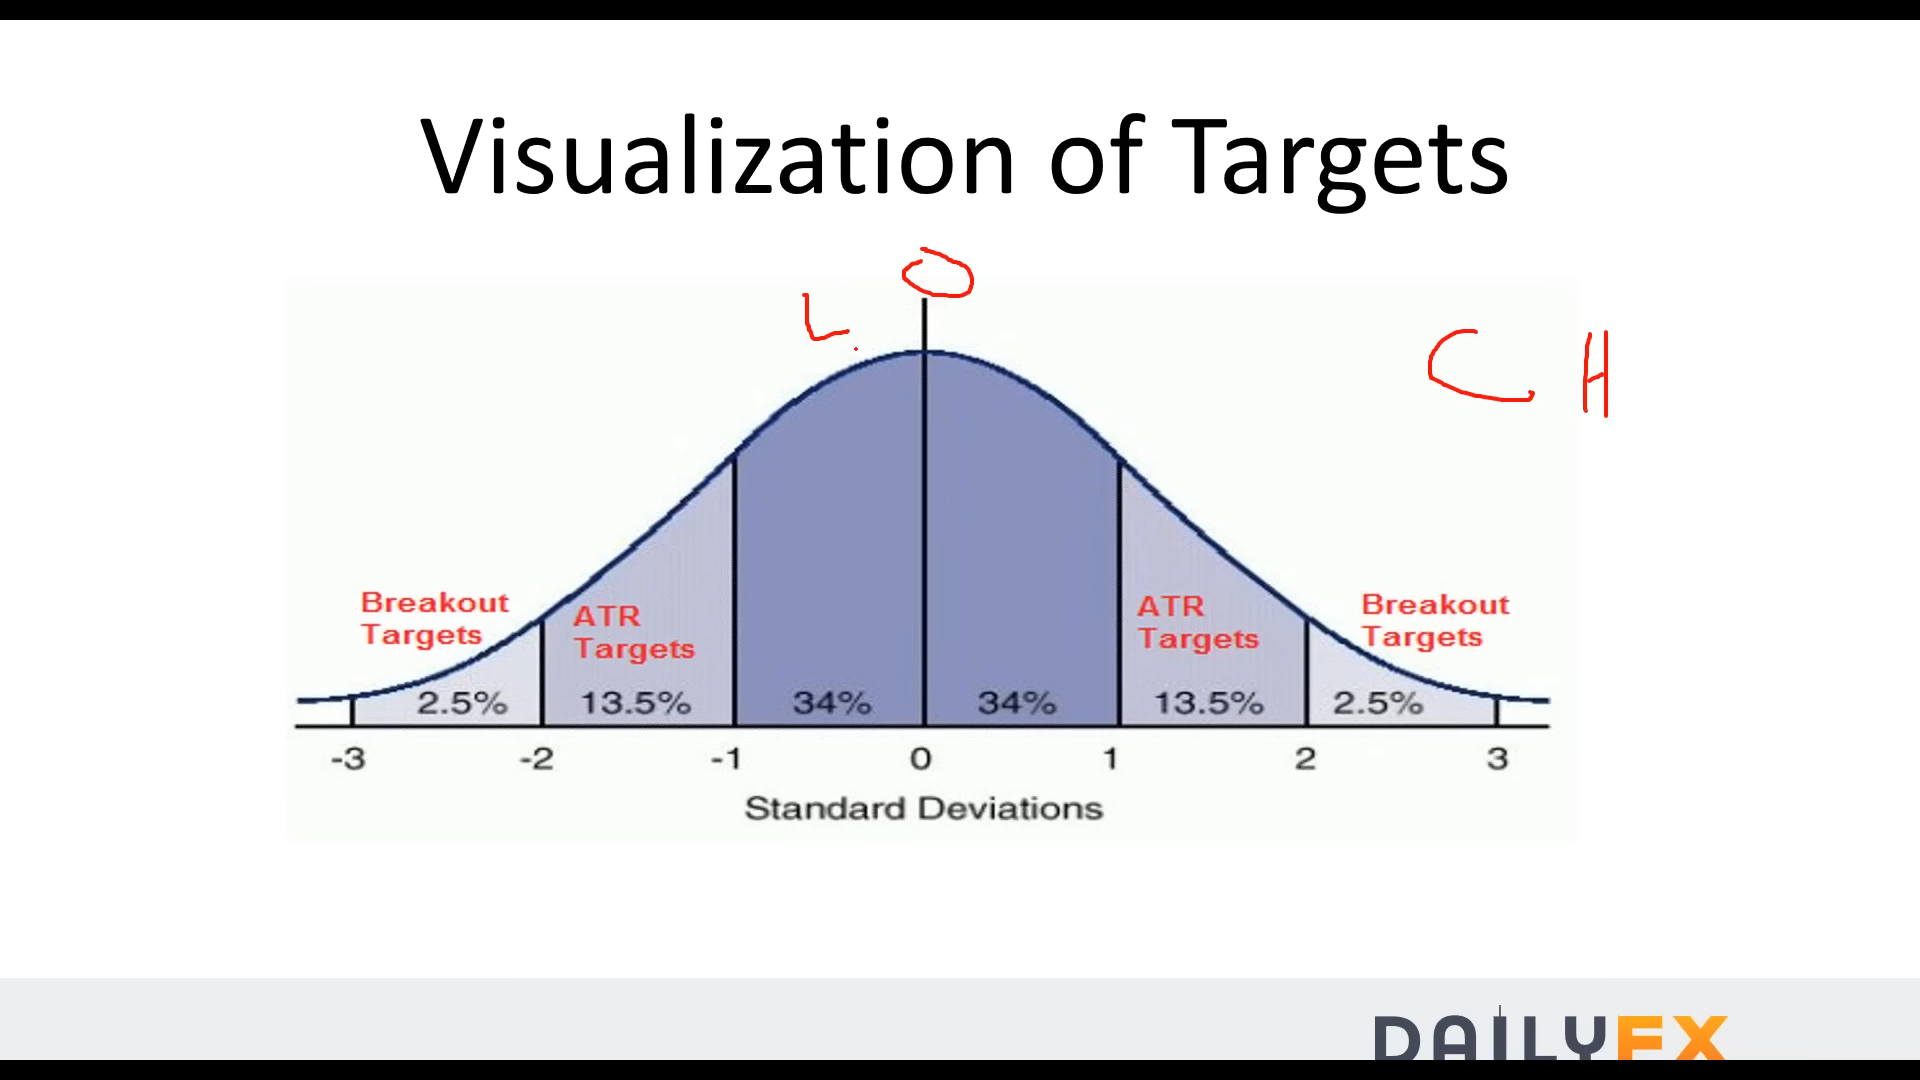 Visualization of Targets
O
L
C H
Breakout
Targets
ATR
Targets
ATR
Targets
Breakout
Targets
2.5% 13.5% 34% 34% 13.5% 2.5%
-3 -2 -1 0 1 2 3
Standard Deviations
DAILYFX